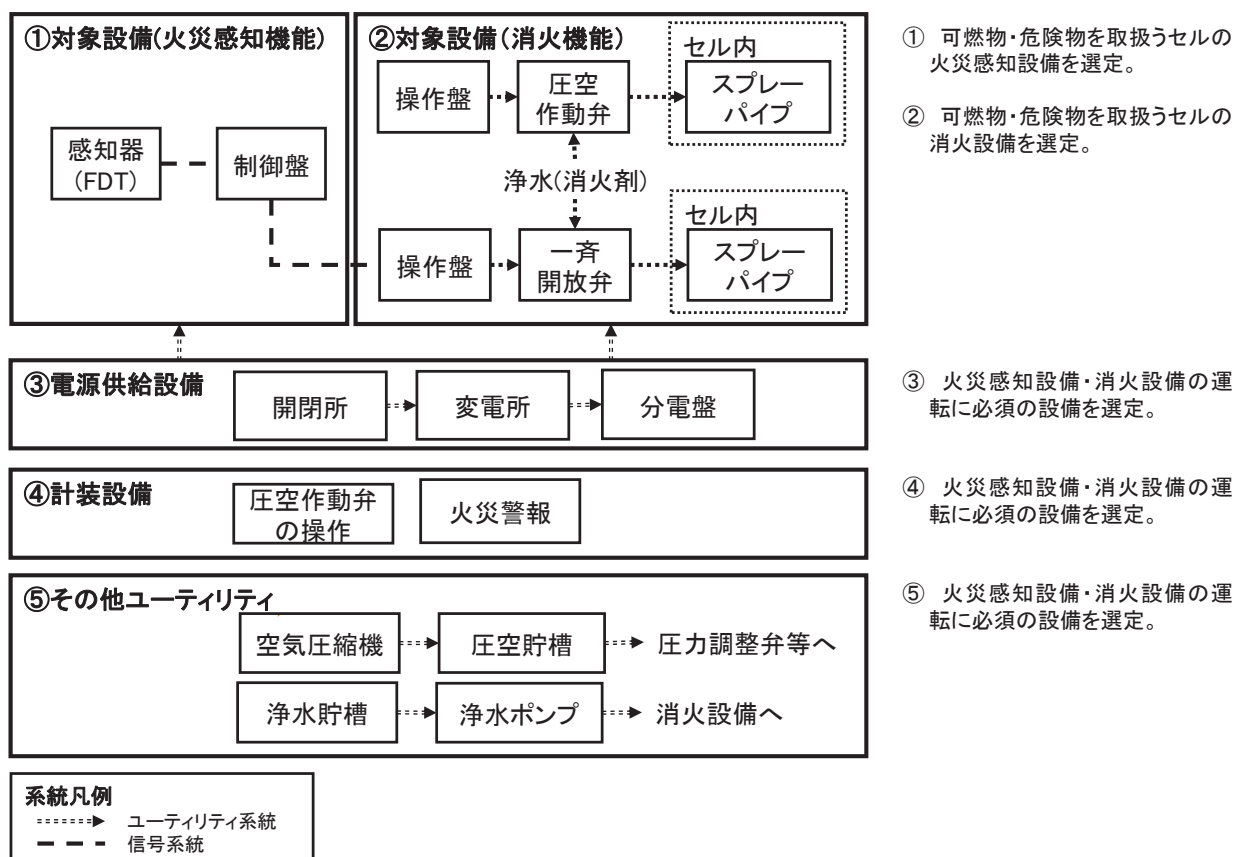 ①対象設備(火災感知機能)
感知器
(FDT)
制御盤
②対象設備(消火機能)
操作盤
圧空
作動弁
セル内
スプレー
パイプ
浄水(消火剤)
操作盤
一斉
開放弁
セル内
スプレー
パイプ
① 可燃物・危険物を取扱うセルの
火災感知設備を選定。
② 可燃物・危険物を取扱うセルの
消火設備を選定。
③電源供給設備
開閉所
変電所
分電盤
③ 火災感知設備・消火設備の運
転に必須の設備を選定。
④計装設備
圧空作動弁
の操作
火災警報
④ 火災感知設備・消火設備の運
転に必須の設備を選定。
⑤その他ユーティリティ
空気圧縮機
圧空貯槽
圧力調整弁等へ
浄水貯槽
浄水ポンプ
消火設備へ
⑤ 火災感知設備・消火設備の運
転に必須の設備を選定。
系統凡例
ユーティリティ系統
信号系統